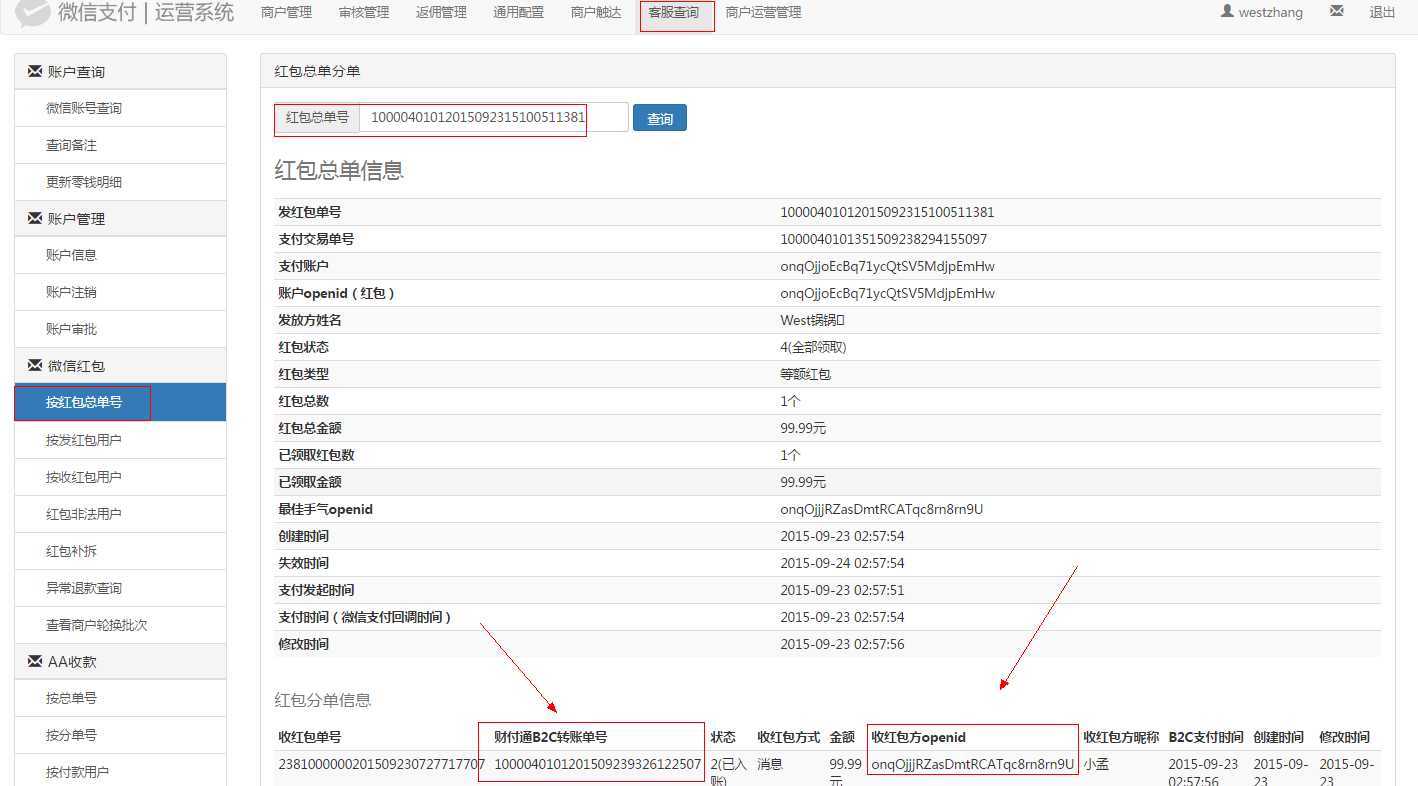 微信支付 | 运营系统 商户管理 审核管理 返佣管理 通用配置 商户触达 客服查询 商户运营管理 westzhang 退出
账户查询
微信账号查询
查询备注
更新零钱明细
账户管理
账户信息
账户注销
账户审批
微信红包
按红包总单号
按发红包用户
按收红包用户
红包非法用户
红包补拆
异常退款查询
查看商户轮换批次
AA收款
按总单号
按分单号
按付款用户
红包总单分单
红包总单号 1000040101201509231510051​1381 查询
红包总单信息
发红包单号 10000401012015092315100511381
支付交易单号 1000040101351509238294155097
支付账户 onqOjjoEcBq71ycQtSV5MdjpEmHw
账户openid（红包） onqOjjoEcBq71ycQtSV5MdjpEmHw
发放方姓名 West锅锅
红包状态 4(全部领取)
红包类型 等额红包
红包总数 1个
红包总金额 99.99元
已领取红包数 1个
已领取金额 99.99元
最佳手气openid onqOjjjRZasDmtRCATqc8rn8rn9U
创建时间 2015-09-23 02:57:54
失效时间 2015-09-24 02:57:54
支付发起时间 2015-09-23 02:57:51
支付时间（微信支付回调时间） 2015-09-23 02:57:54
修改时间 2015-09-23 02:57:56
红包分单信息
收红包单号 财付通B2C转账单号 状态 收红包方式 金额 收红包方openid 收红包方昵称 B2C支付时间 创建时间 修改时间
2381000000201509230727717707 1000040101201509239326122507 2(已入 消息 99.99 onqOjjjRZasDmtRCATqc8rn8rn9U 小孟 2015-09-23 2015-09- 2015-09-
账) 元 02:57:56 23 23